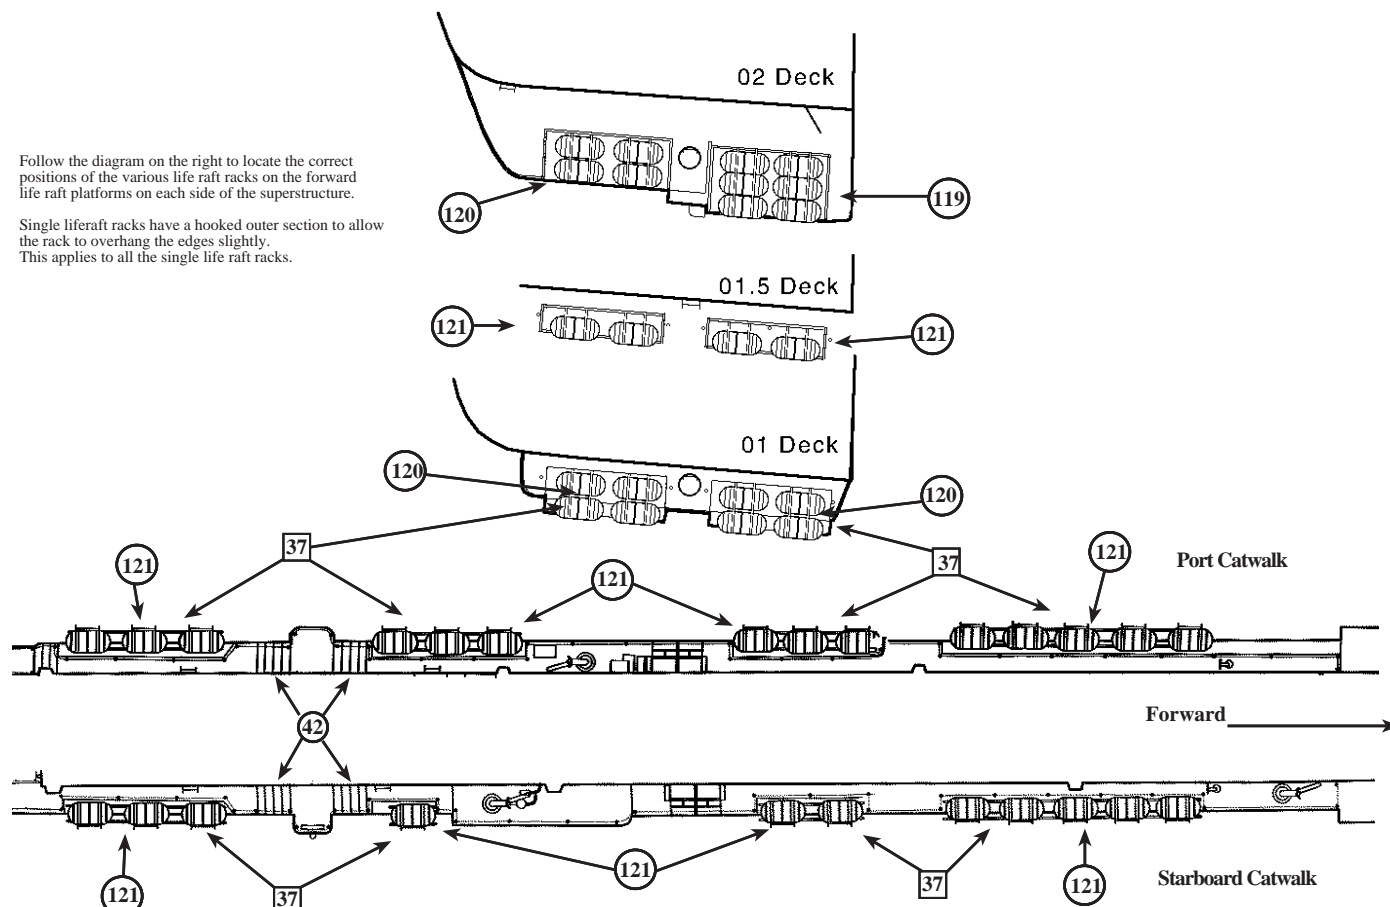 02 Deck
Follow the diagram on the right to locate the correct
positions of the various life raft racks on the forward
life raft platforms on each side of the superstructure.
120
119
Single liferaft racks have a hooked outer section to allow
the rack to overhang the edges slightly.
This applies to all the single life raft racks.
01.5 Deck
121
121
01 Deck
120
120
37
37
121
121
121
Port Catwalk
42
Forward
121
37
121
37
121
Starboard Catwalk